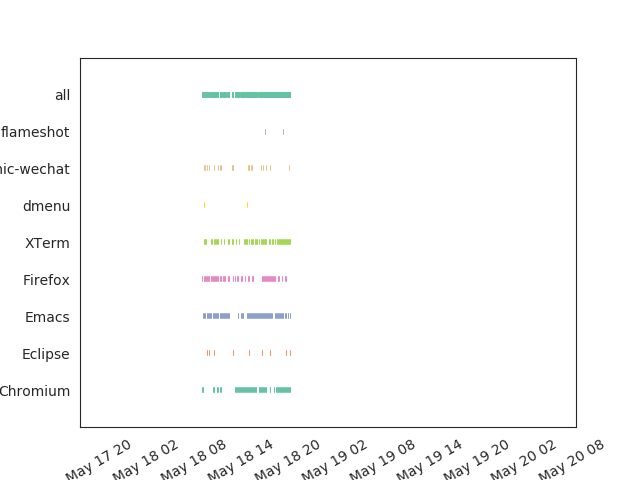 all
flameshot
nic-wechat
dmenu
XTerm
Firefox
Emacs
Eclipse
Chromium
May 17 20
May 18 02
May 18 08
May 18 14
May 18 20
May 19 02
May 19 08
May 19 14
May 19 20
May 20 02
May 20 08